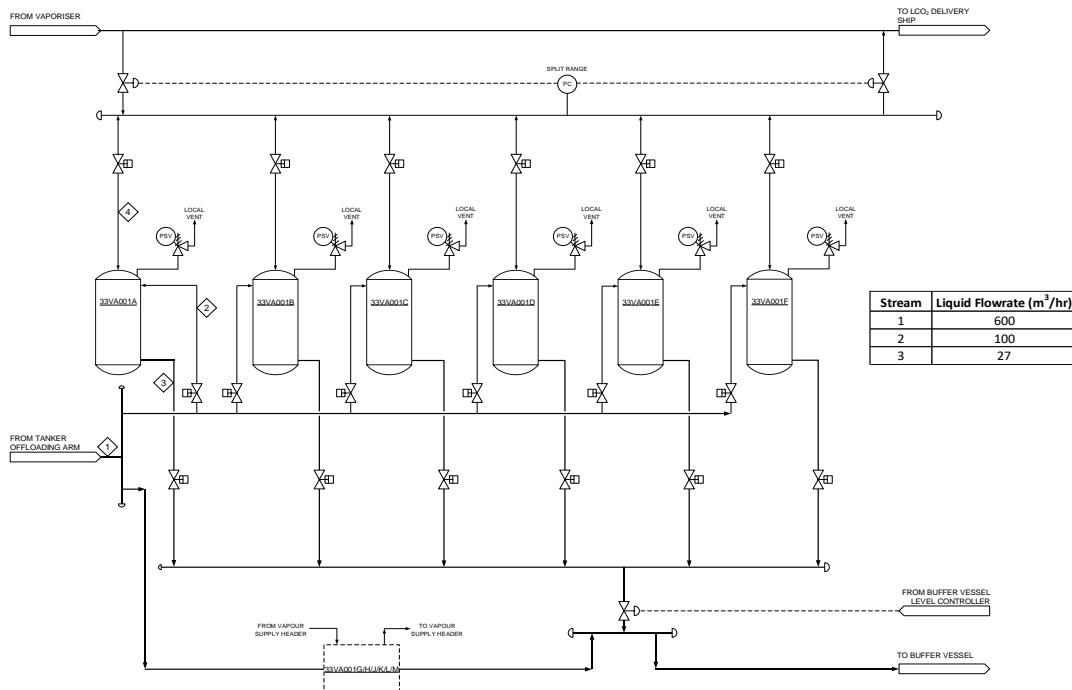 FROM VAPORISER
TO LCO₂ DELIVERY
SHIP
SPLIT RANGE
PC
4
LOCAL
VENT
PSV
LOCAL
VENT
PSV
LOCAL
VENT
PSV
LOCAL
VENT
PSV
LOCAL
VENT
PSV
LOCAL
VENT
PSV
33VA001A
33VA001B
33VA001C
33VA001D
33VA001E
33VA001F
2
3
Stream Liquid Flowrate (m³/hr)
1 600
2 100
3 27
FROM TANKER
OFFLOADING ARM
1
FROM BUFFER VESSEL
LEVEL CONTROLLER
FROM VAPOUR
SUPPLY HEADER
TO VAPOUR
SUPPLY HEADER
33VA001G/H/J/K/L/M
TO BUFFER VESSEL